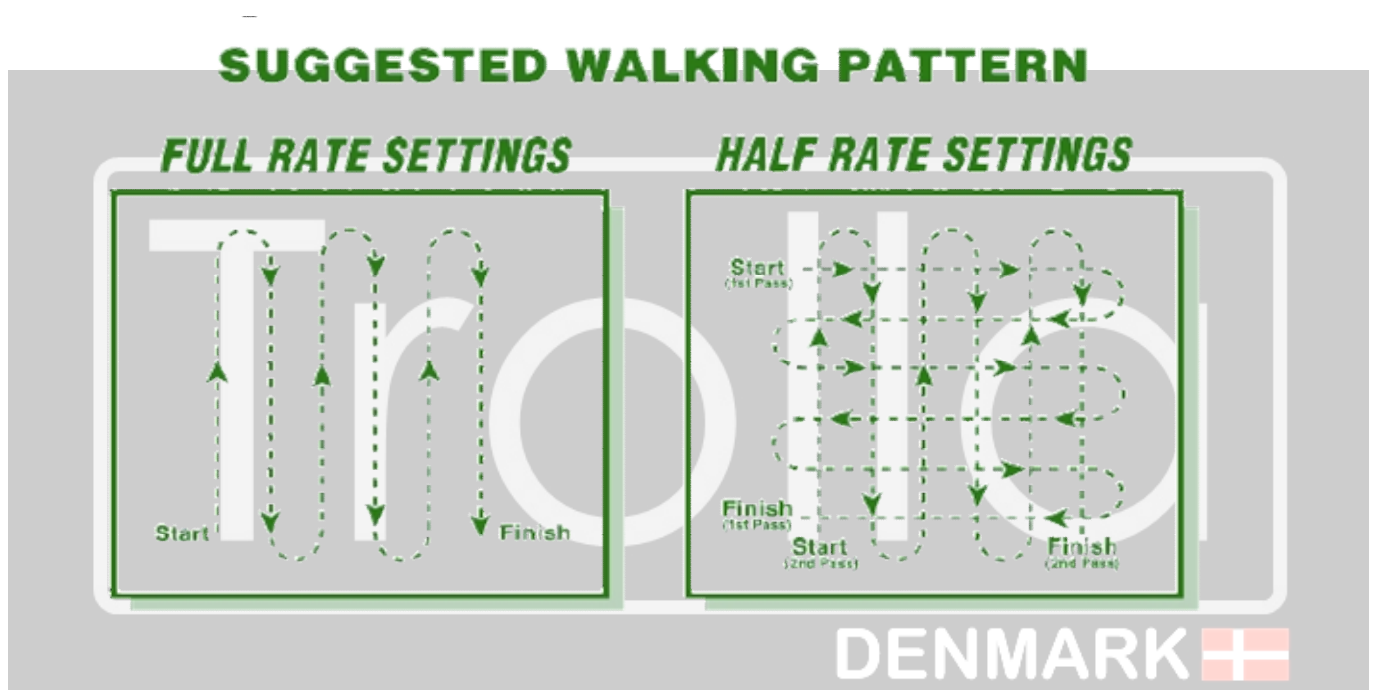 SUGGESTED WALKING PATTERN
FULL RATE SETTINGS
HALF RATE SETTINGS
Trolla
Start
Finish
Start
(1st Pass)
Finish
(1st Pass)
Start
(2nd Pass)
Finish
(2nd Pass)
DENMARK